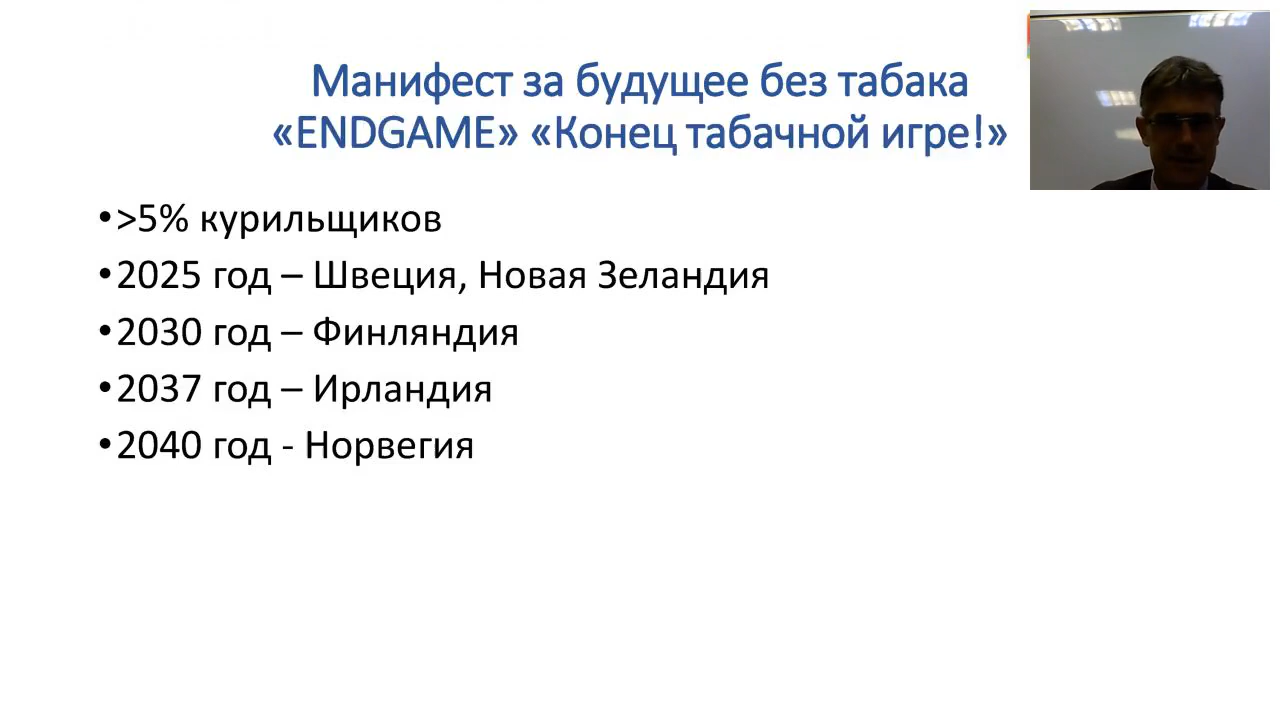 Манифест за будущее без табака
«ENDGAME» «Конец табачной игре!»
•>5% курильщиков
•2025 год – Швеция, Новая Зеландия
•2030 год – Финляндия
•2037 год – Ирландия
•2040 год - Норвегия